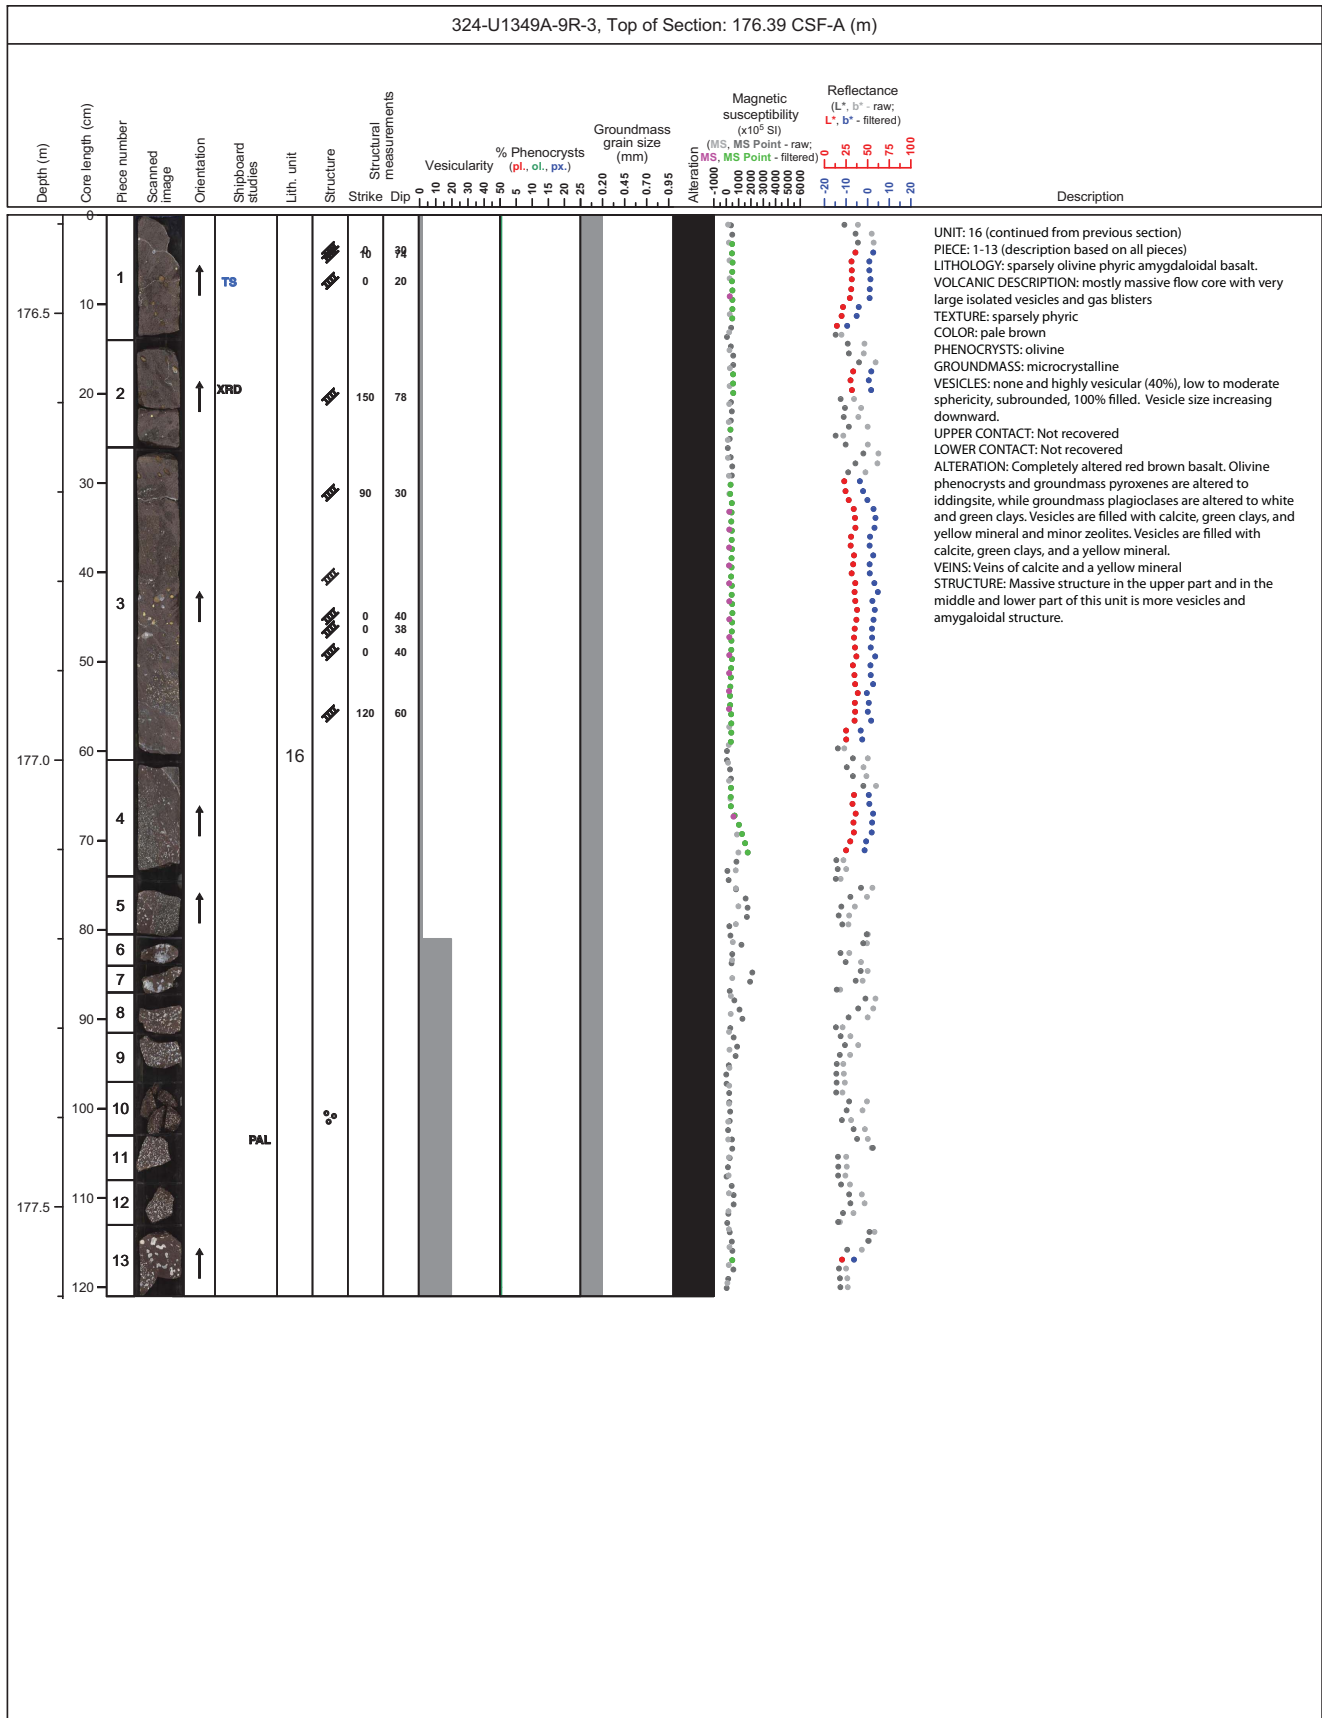 324-U1349A-9R-3, Top of Section: 176.39 CSF-A (m)
Depth (m)
Core length (cm)
Piece number
Scanned image
Orientation
Shipboard studies
Lith. unit
Structure
Structural measurements
Strike Dip
Vesicularity
0 10 20 30 40 50
% Phenocrysts
(pl., ol., px.)
5 10 15 20 25
Groundmass
grain size
(mm)
0.20 0.45 0.70 0.95
Alteration
Magnetic
susceptibility
(x10⁵ SI)
(MS, MS Point - raw;
MS, MS Point - filtered)
-1000 0 1000 2000 3000 4000 5000 6000
Reflectance
(L*, b* - raw;
L*, b* - filtered)
0 25 50 75 100
-20 -10 0 10 20
Description
176.5
177.0
177.5
0
10
20
30
40
50
60
70
80
90
100
110
120
1
2
3
4
5
6
7
8
9
10
11
12
13
TS
XRD
PAL
16
0 30
10 74
0 20
150 78
90 30
0 40
0 38
0 40
120 60
UNIT: 16 (continued from previous section)
PIECE: 1-13 (description based on all pieces)
LITHOLOGY: sparsely olivine phyric amygdaloidal basalt.
VOLCANIC DESCRIPTION: mostly massive flow core with very
large isolated vesicles and gas blisters
TEXTURE: sparsely phyric
COLOR: pale brown
PHENOCRYSTS: olivine
GROUNDMASS: microcrystalline
VESICLES: none and highly vesicular (40%), low to moderate
sphericity, subrounded, 100% filled. Vesicle size increasing
downward.
UPPER CONTACT: Not recovered
LOWER CONTACT: Not recovered
ALTERATION: Completely altered red brown basalt. Olivine
phenocrysts and groundmass pyroxenes are altered to
iddingsite, while groundmass plagioclases are altered to white
and green clays. Vesicles are filled with calcite, green clays, and
yellow mineral and minor zeolites. Vesicles are filled with
calcite, green clays, and a yellow mineral.
VEINS: Veins of calcite and a yellow mineral
STRUCTURE: Massive structure in the upper part and in the
middle and lower part of this unit is more vesicles and
amygaloidal structure.